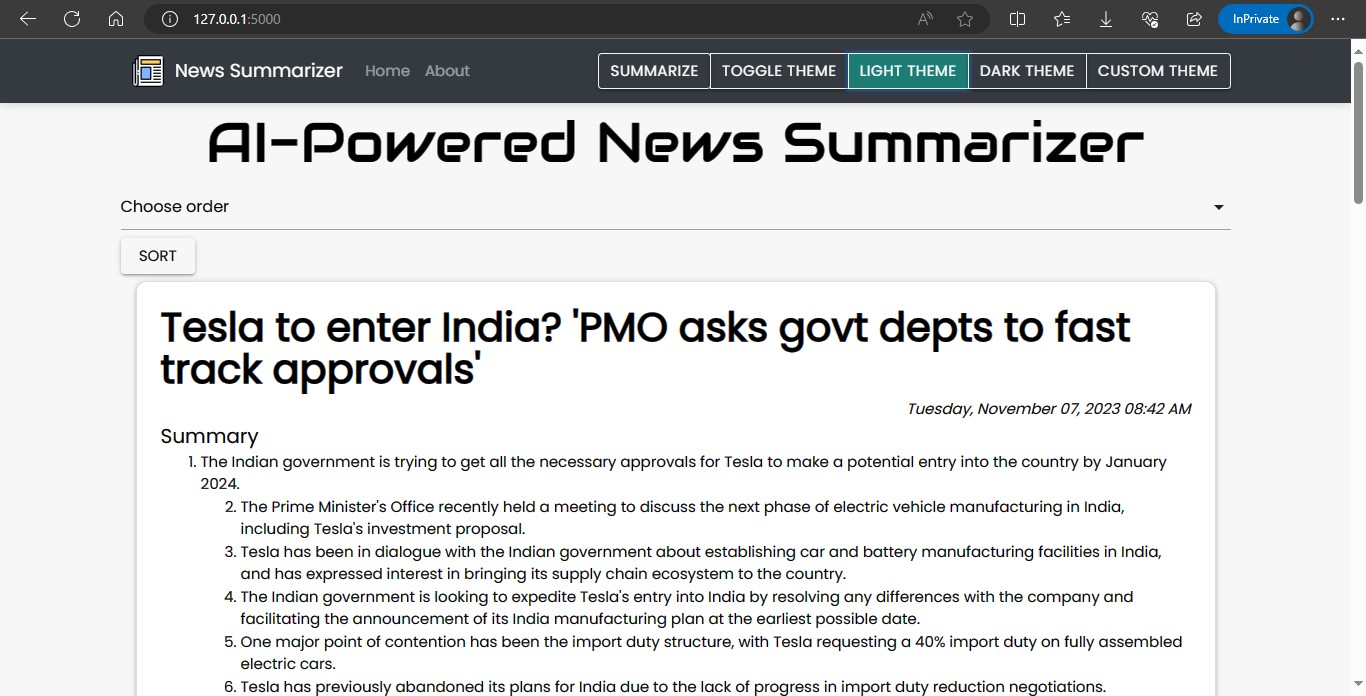 127.0.0.1:5000
InPrivate
News Summarizer Home About SUMMARIZE TOGGLE THEME LIGHT THEME DARK THEME CUSTOM THEME
AI-Powered News Summarizer
Choose order
SORT
Tesla to enter India? 'PMO asks govt depts to fast
track approvals'
Tuesday, November 07, 2023 08:42 AM
Summary
1. The Indian government is trying to get all the necessary approvals for Tesla to make a potential entry into the country by January
2024.
2. The Prime Minister's Office recently held a meeting to discuss the next phase of electric vehicle manufacturing in India,
including Tesla's investment proposal.
3. Tesla has been in dialogue with the Indian government about establishing car and battery manufacturing facilities in India,
and has expressed interest in bringing its supply chain ecosystem to the country.
4. The Indian government is looking to expedite Tesla's entry into India by resolving any differences with the company and
facilitating the announcement of its India manufacturing plan at the earliest possible date.
5. One major point of contention has been the import duty structure, with Tesla requesting a 40% import duty on fully assembled
electric cars.
6. Tesla has previously abandoned its plans for India due to the lack of progress in import duty reduction negotiations.